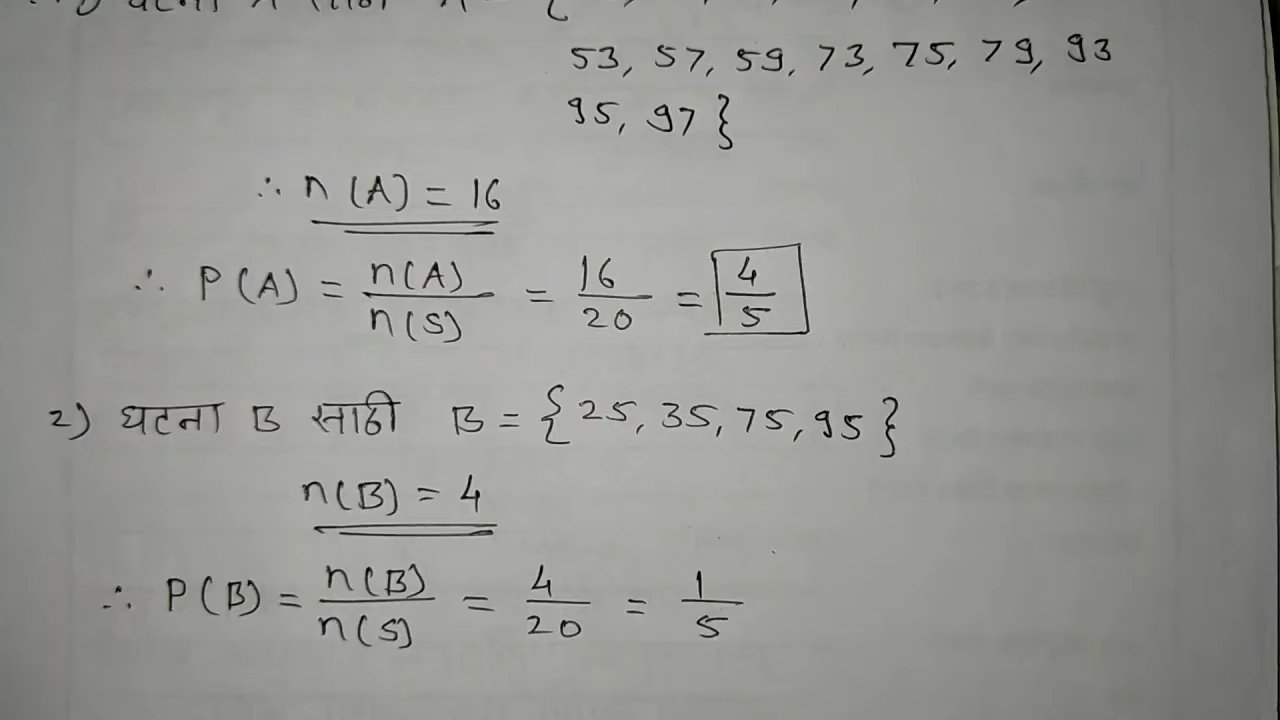 53, 57, 59, 73, 75, 79, 93
95, 97 }
∴ n (A) = 16
∴ P (A) = n(A)/n(S) = 16/20 = 4/5
2) घटना B साठी B = {25, 35, 75, 95}
n(B) = 4
∴ P (B) = n(B)/n(S) = 4/20 = 1/5